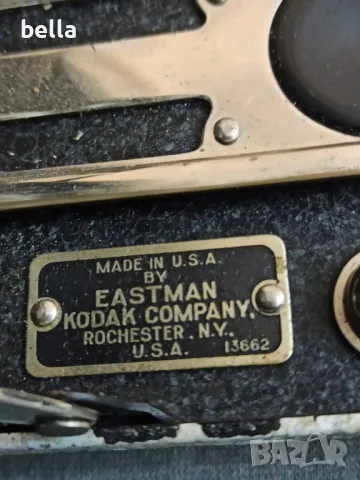 bella
MADE IN U.S.A.
BY
EASTMAN
KODAK COMPANY.
ROCHESTER. N.Y.
U.S.A. 13662
BAZAR